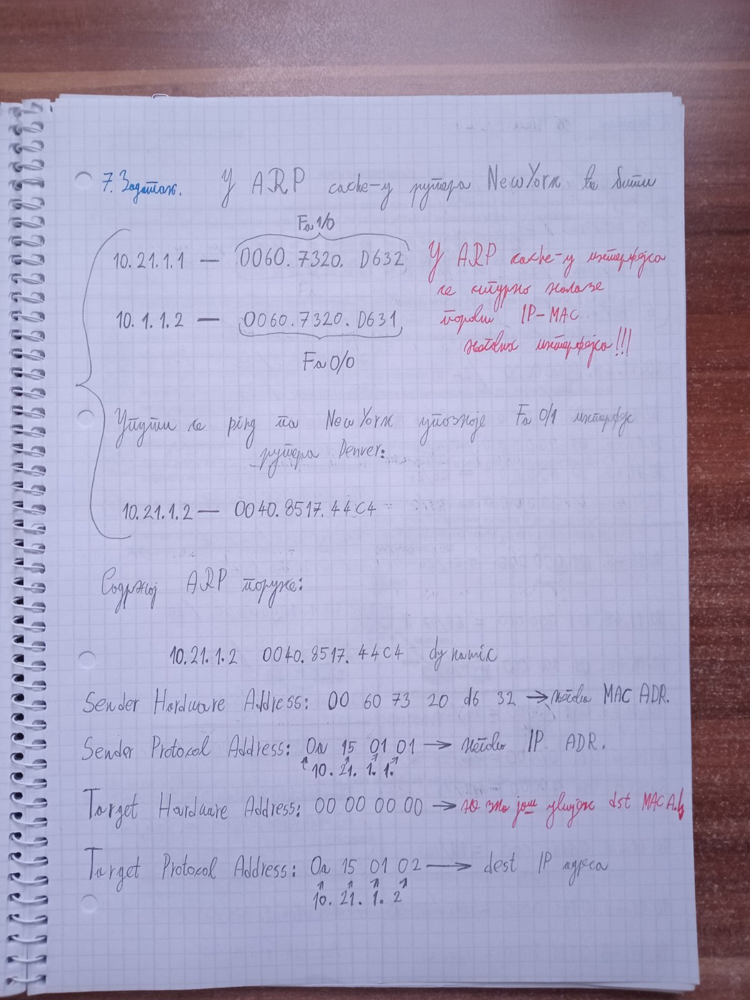 7. Задатак. У ARP cache-у рутера NewYork ће бити
Fa 1/0
10.21.1.1 — 0060.7320.D632
У ARP cache-у интерфејса
се сигурно налазе
10.1.1.2 — 0060.7320.D631
парови IP-MAC
његових интерфејса!!!
Fa 0/0
Упути се ping па NewYork упознаје Fa 0/1 интерфејс
рутера Denver:
10.21.1.2 — 0040.8517.44C4
Садржај ARP поруке:
10.21.1.2 0040.8517.44C4 dynamic
Sender Hardware Address: 00 60 73 20 d6 32 → његова MAC ADR.
Sender Protocol Address: 0a 15 01 01 → његова IP ADR.
10. 21. 1. 1.
Target Hardware Address: 00 00 00 00 → не зна још увијек dst MAC
Target Protocol Address: 0a 15 01 02 → dest IP адреса
10. 21. 1. 2